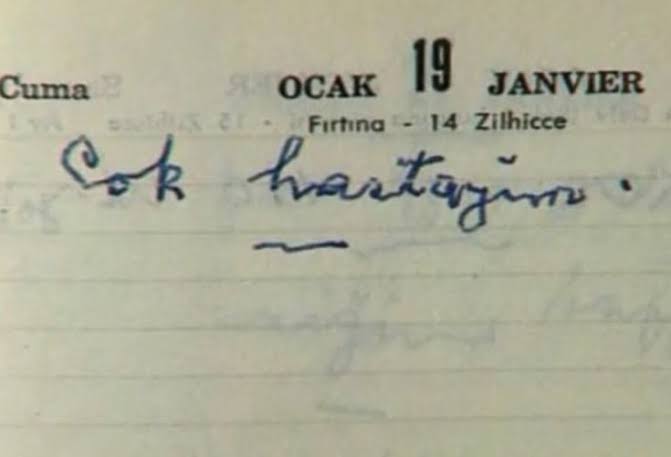 Cuma OCAK 19 JANVIER
Fırtına - 14 Zilhicce
Çok hastayım.